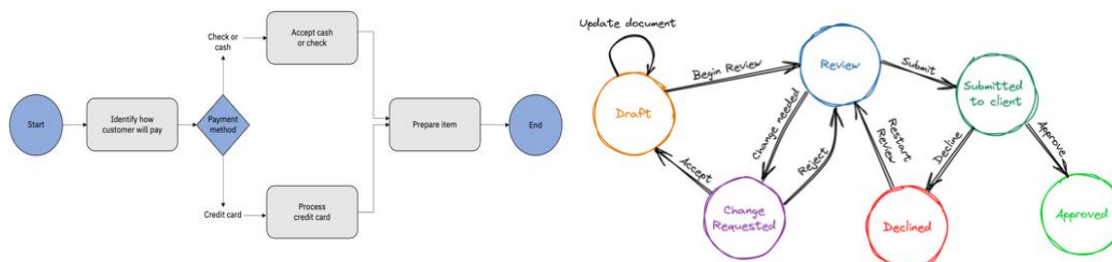 Start
Identify how
customer will pay
Payment
method
Check or
cash
Accept cash
or check
Credit card
Process
credit card
Prepare item
End
Update document
Draft
Begin Review
Review
Submit
Submitted
to client
Change needed
Reject
Accept
Change
Requested
Restart
Review
Decline
Declined
Approve
Approved